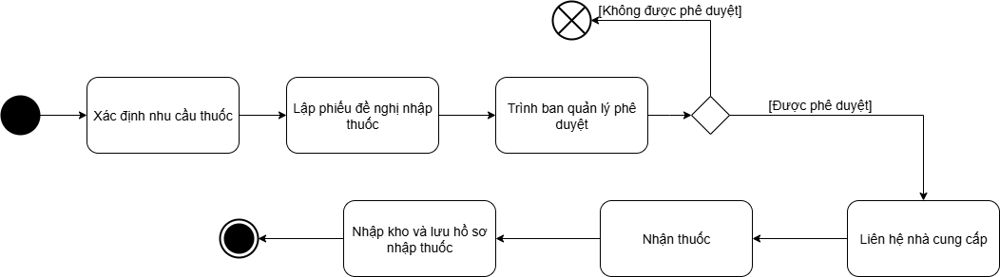 [Không được phê duyệt]
Xác định nhu cầu thuốc
Lập phiếu đề nghị nhập
thuốc
Trình ban quản lý phê
duyệt
[Được phê duyệt]
Liên hệ nhà cung cấp
Nhận thuốc
Nhập kho và lưu hồ sơ
nhập thuốc